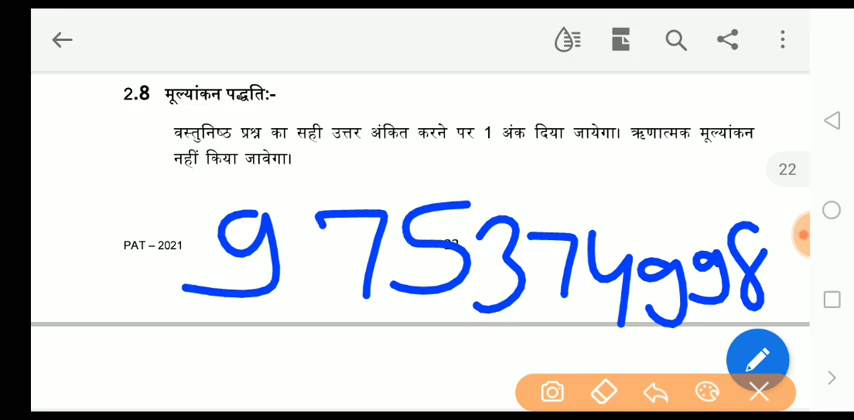 2.8 मूल्यांकन पद्धति:-
वस्तुनिष्ठ प्रश्न का सही उत्तर अंकित करने पर 1 अंक दिया जायेगा। ऋणात्मक मूल्यांकन
नहीं किया जावेगा।
22
PAT – 2021
9753749998